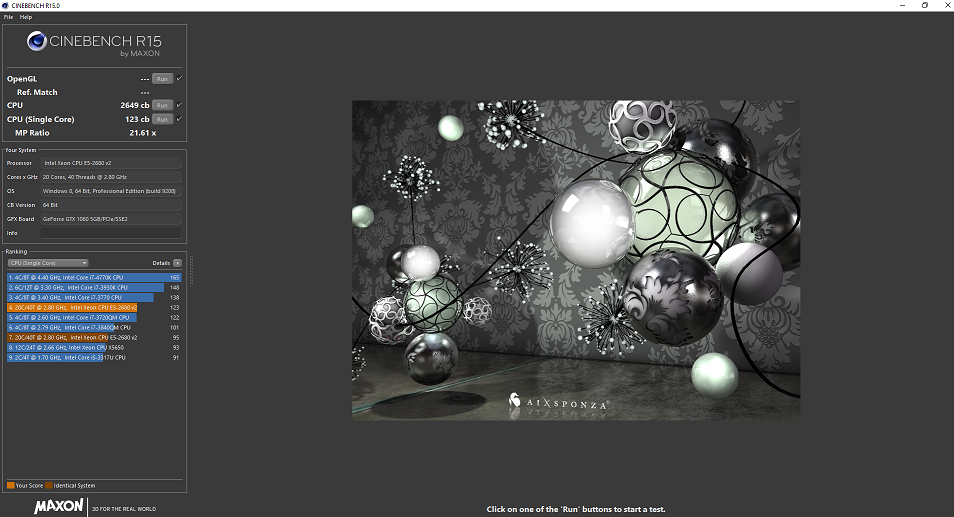 CINEBENCH R15.0
File Help
CINEBENCH R15
by MAXON
OpenGL --- Run
Ref. Match ---
CPU 2649 cb Run
CPU (Single Core) 123 cb Run
MP Ratio 21.61 x
Your System
Processor Intel Xeon CPU E5-2680 v2
Cores x GHz 20 Cores, 40 Threads @ 2.80 GHz
OS Windows 8, 64 Bit, Professional Edition (build 9200)
CB Version 64 Bit
GFX Board GeForce GTX 1060 5GB/PCIe/SSE2
Info
Ranking
CPU (Single Core) Details
1. 4C/8T @ 4.40 GHz, Intel Core i7-4770K CPU 165
2. 6C/12T @ 3.30 GHz, Intel Core i7-3930K CPU 148
3. 4C/8T @ 3.40 GHz, Intel Core i7-3770 CPU 138
4. 20C/40T @ 2.80 GHz, Intel Xeon CPU E5-2680 v2 123
5. 4C/8T @ 2.60 GHz, Intel Core i7-3720QM CPU 122
6. 4C/8T @ 2.79 GHz, Intel Core i7-3840QM CPU 101
7. 20C/40T @ 2.80 GHz, Intel Xeon CPU E5-2680 v2 95
8. 12C/24T @ 2.66 GHz, Intel Xeon CPU X5650 93
9. 2C/4T @ 1.70 GHz, Intel Core i5-3317U CPU 91
Your Score Identical System
MAXON 3D FOR THE REAL WORLD
AIXSPONZA
Click on one of the 'Run' buttons to start a test.